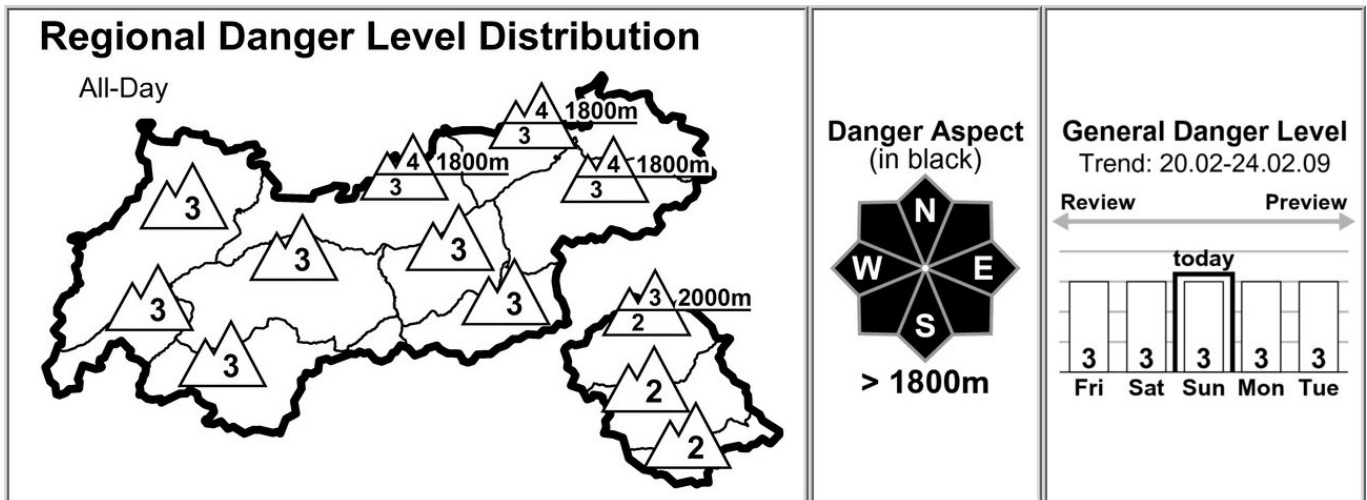 Regional Danger Level Distribution
All-Day
4 1800m
3
4 1800m
3
4 1800m
3
3
3
3
3
3
3
3 2000m
2
2
2
Danger Aspect
(in black)
N
W E
S
> 1800m
General Danger Level
Trend: 20.02-24.02.09
Review Preview
today
3 3 3 3 3
Fri Sat Sun Mon Tue